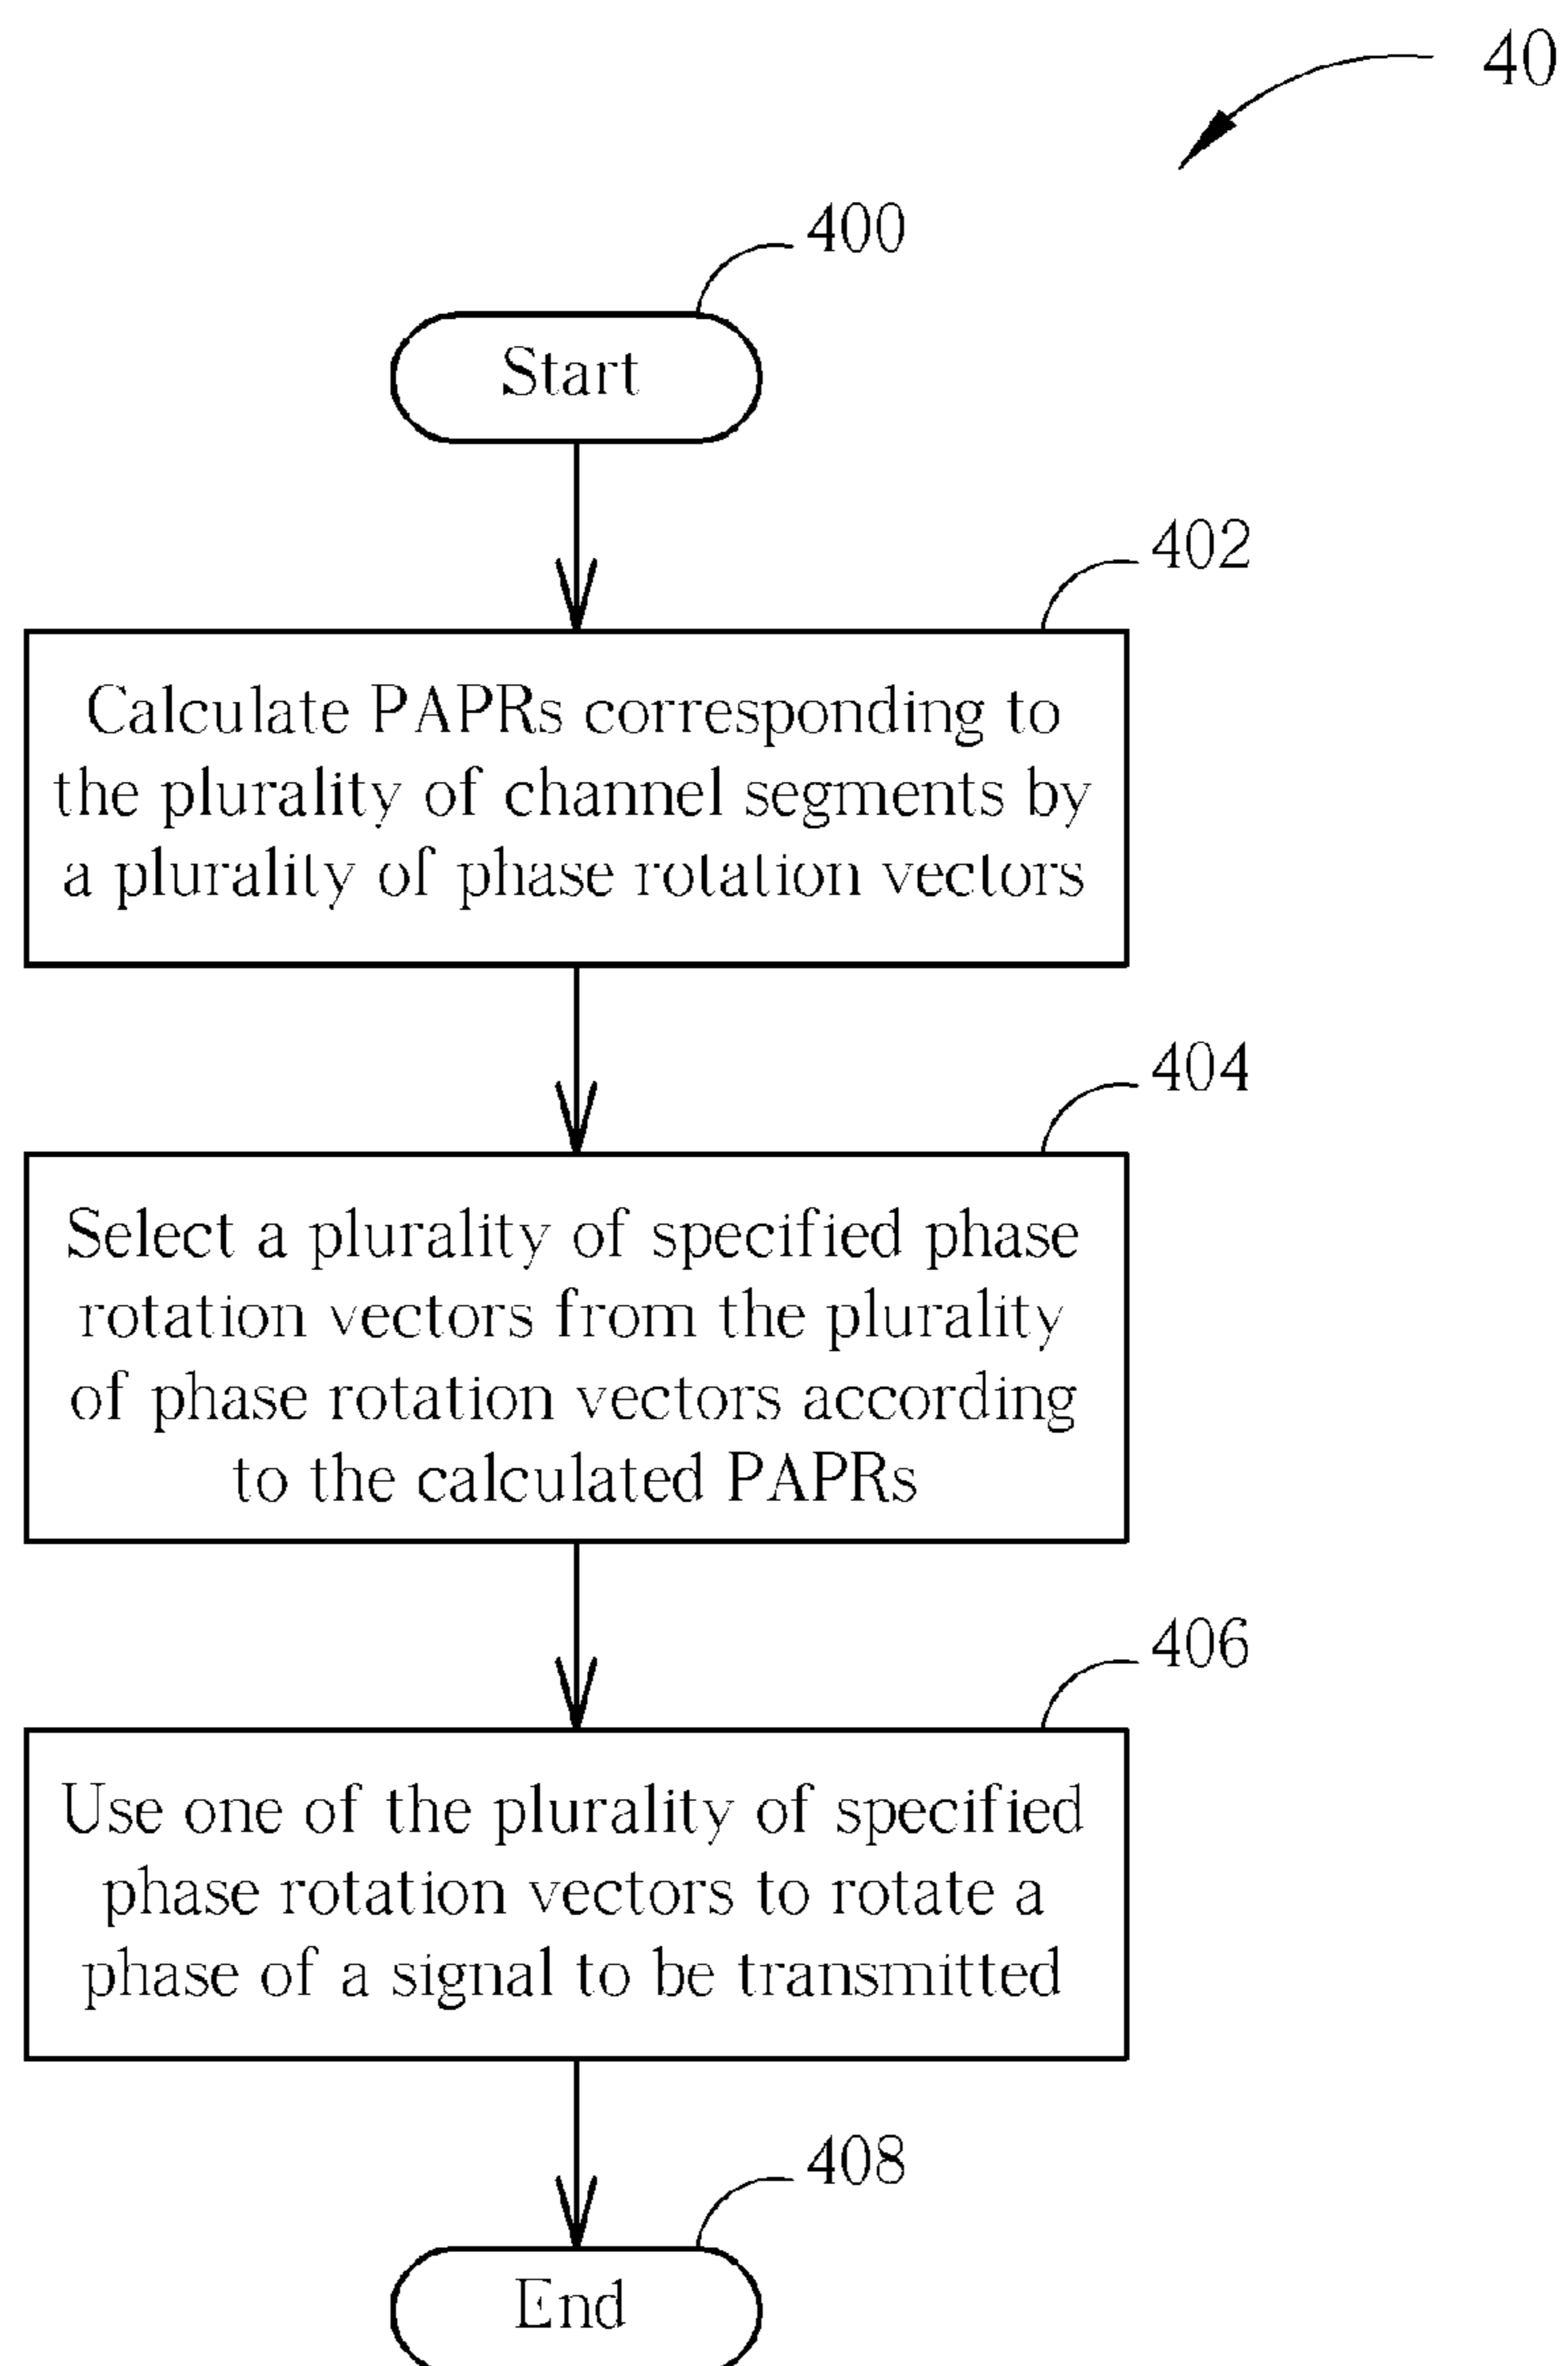 40
400
Start
402
Calculate PAPRs corresponding to
the plurality of channel segments by
a plurality of phase rotation vectors
404
Select a plurality of specified phase
rotation vectors from the plurality
of phase rotation vectors according
to the calculated PAPRs
406
Use one of the plurality of specified
phase rotation vectors to rotate a
phase of a signal to be transmitted
408
End